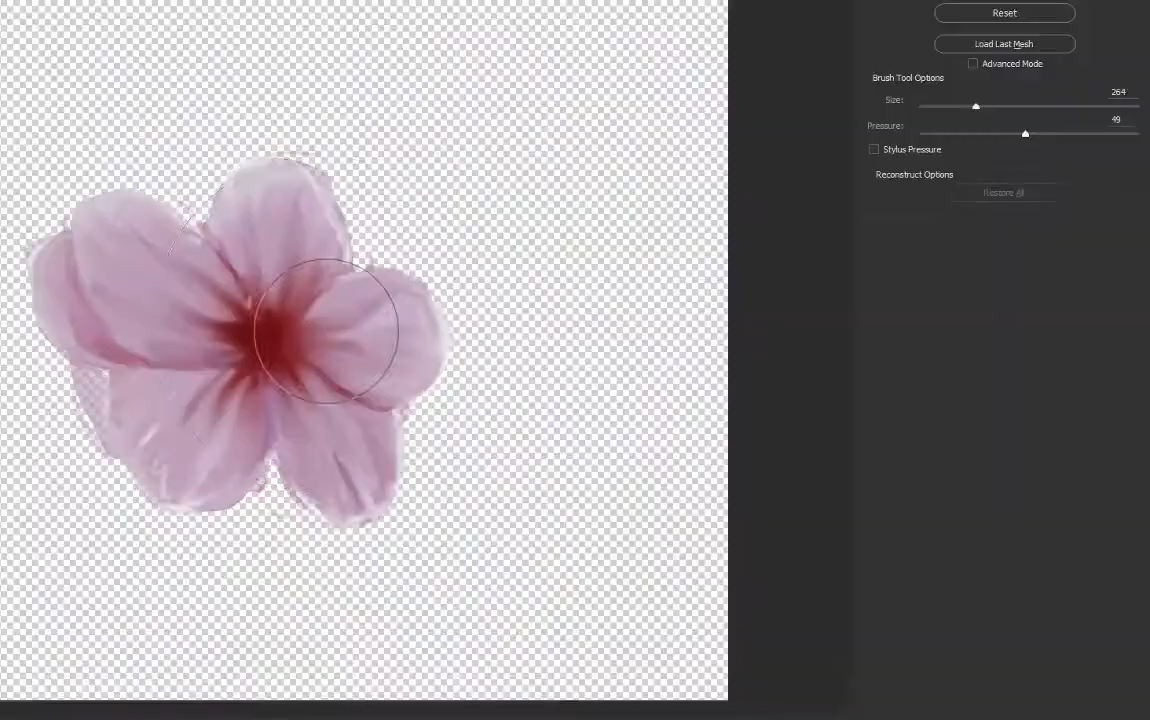 Reset
Load Last Mesh
Advanced Mode
Brush Tool Options
Size: 264
Pressure: 49
Stylus Pressure
Reconstruct Options
Restore All